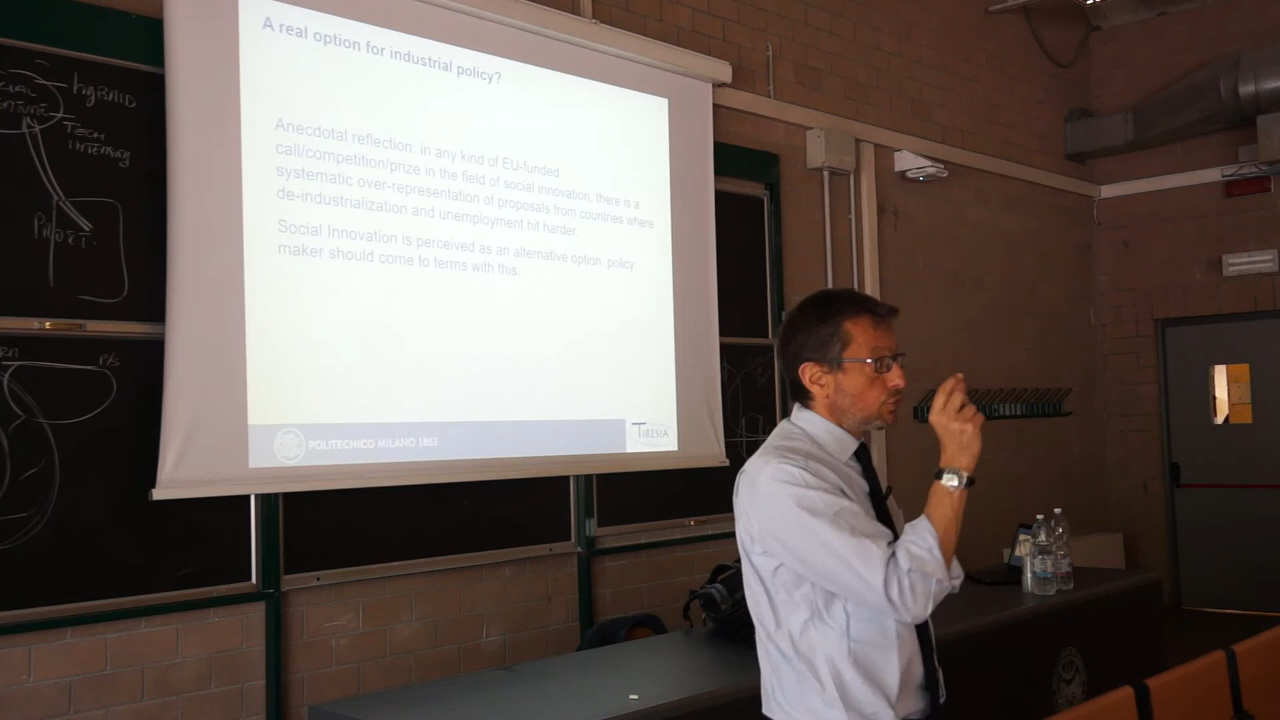 A real option for industrial policy?
Anecdotal reflection: in any kind of EU-funded
call/competition/prize in the field of social innovation, there is a
systematic over-representation of proposals from countries where
de-industrialization and unemployment hit harder.
Social Innovation is perceived as an alternative option: policy
maker should come to terms with this.
POLITECNICO MILANO 1863
TIRESIA
hyBRID
TECH
INTENSITY
P/S